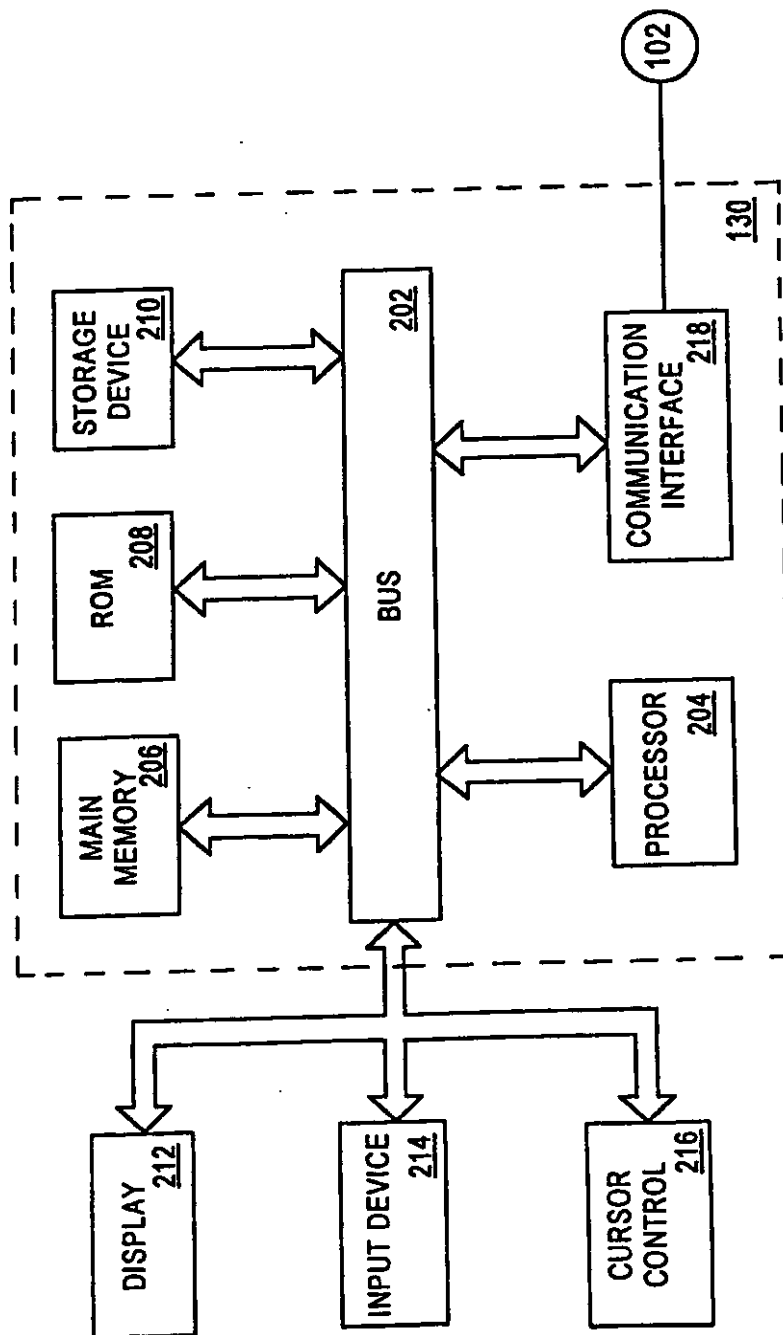 DISPLAY
212
INPUT DEVICE
214
CURSOR
CONTROL
216
MAIN
MEMORY
206
ROM
208
STORAGE
DEVICE
210
BUS
202
PROCESSOR
204
COMMUNICATION
INTERFACE
218
130
102